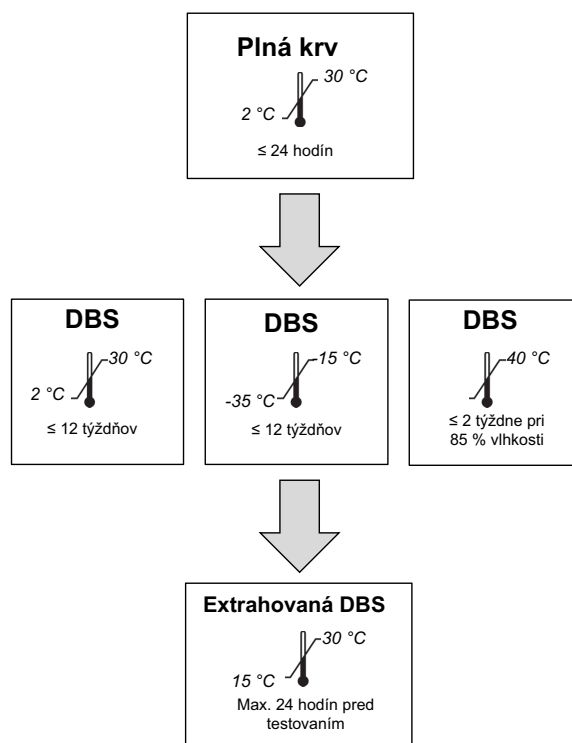 Plná krv
30 °C
2 °C
≤ 24 hodín
DBS
30 °C
2 °C
≤ 12 týždňov
DBS
-15 °C
-35 °C
≤ 12 týždňov
DBS
40 °C
≤ 2 týždne pri
85 % vlhkosti
Extrahovaná DBS
30 °C
15 °C
Max. 24 hodín pred
testovaním